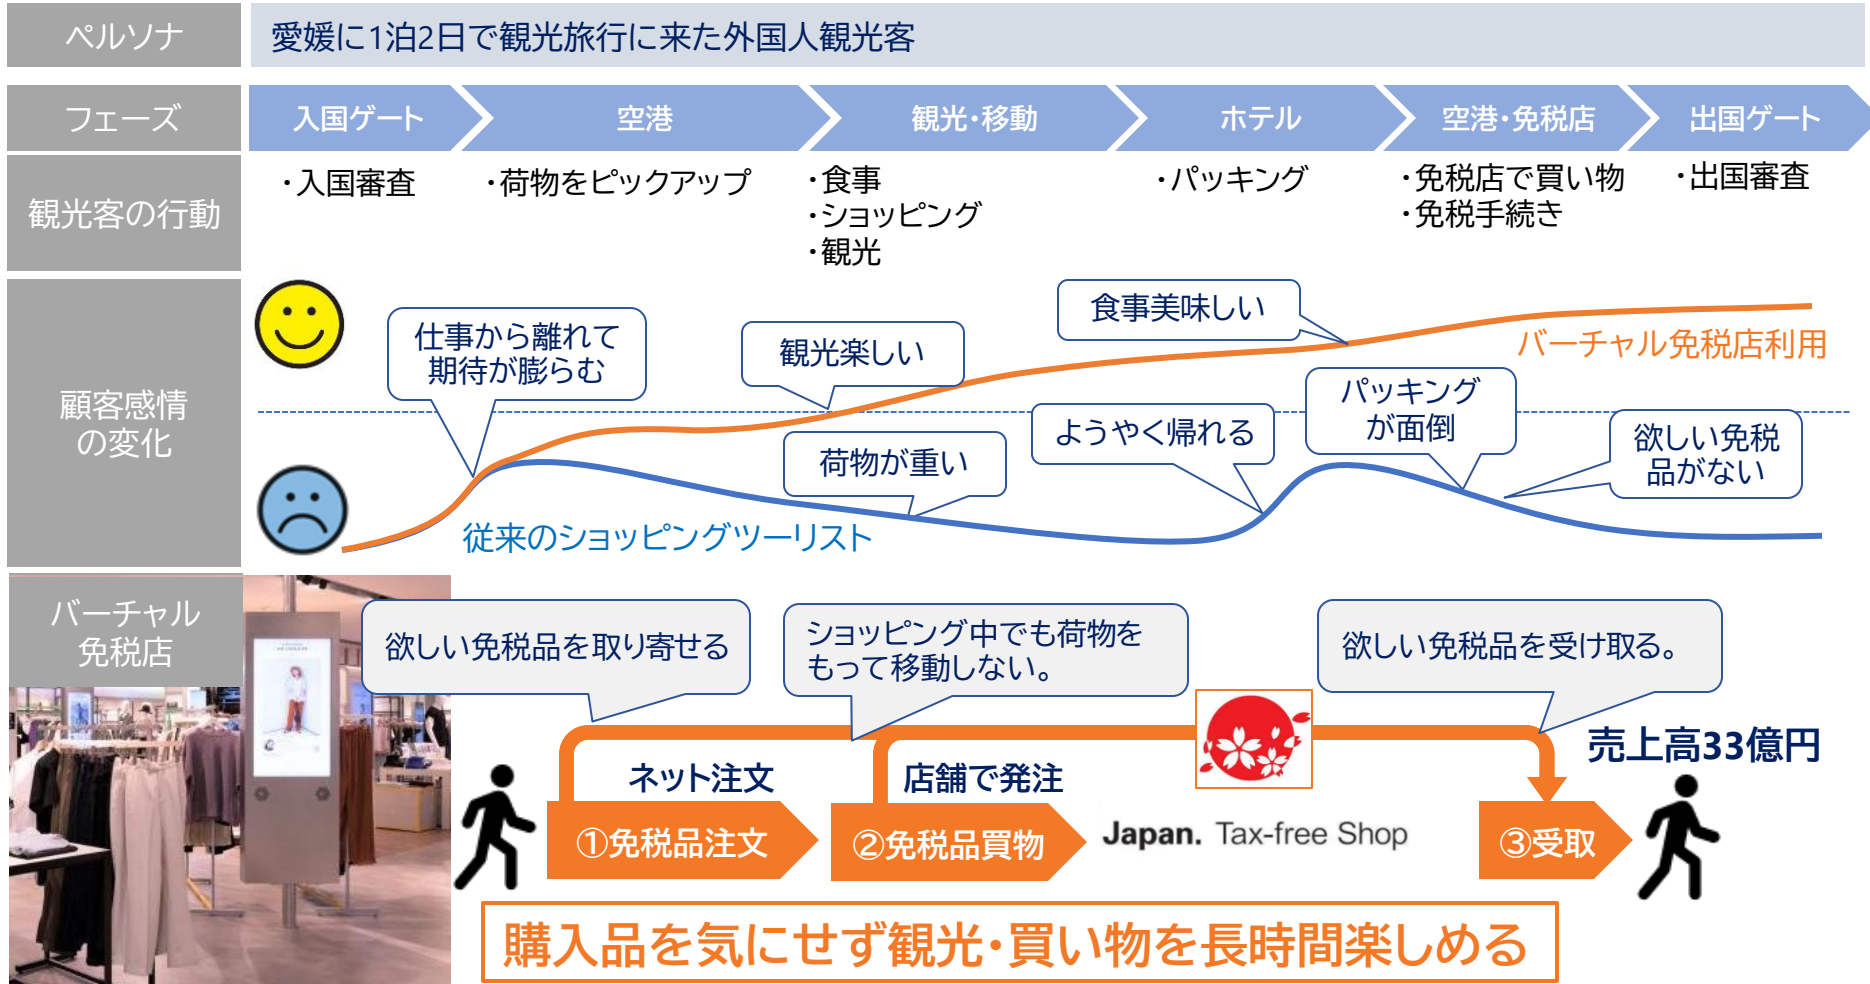 ペルソナ
愛媛に1泊2日で観光旅行に来た外国人観光客
フェーズ
入国ゲート
空港
観光・移動
ホテル
空港・免税店
出国ゲート
観光客の行動
・入国審査
・荷物をピックアップ
・食事
・ショッピング
・観光
・パッキング
・免税店で買い物
・免税手続き
・出国審査
顧客感情
の変化
仕事から離れて
期待が膨らむ
観光楽しい
食事美味しい
バーチャル免税店利用
荷物が重い
ようやく帰れる
パッキング
が面倒
欲しい免税
品がない
従来のショッピングツーリスト
バーチャル
免税店
欲しい免税品を取り寄せる
ショッピング中でも荷物を
もって移動しない。
欲しい免税品を受け取る。
売上高33億円
ネット注文
店舗で発注
①免税品注文
②免税品買物
Japan. Tax-free Shop
③受取
購入品を気にせず観光・買い物を長時間楽しめる